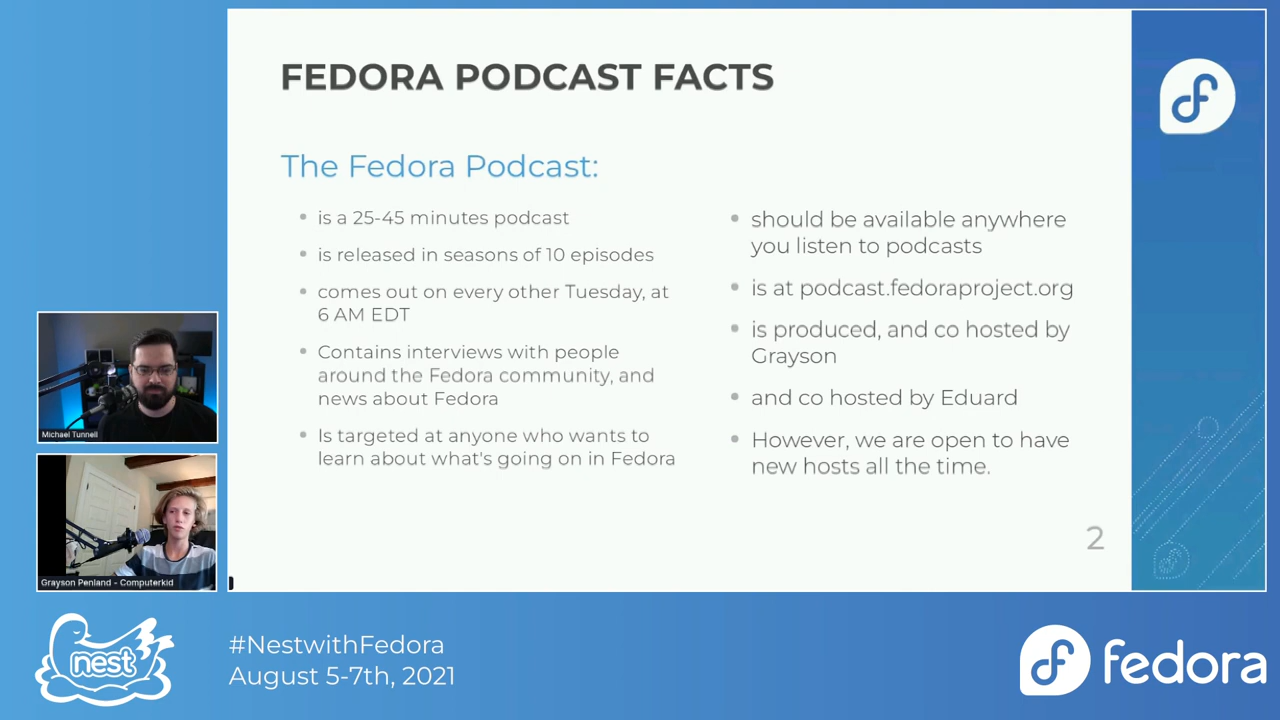 FEDORA PODCAST FACTS
The Fedora Podcast:
is a 25-45 minutes podcast
is released in seasons of 10 episodes
comes out on every other Tuesday, at
6 AM EDT
Contains interviews with people
around the Fedora community, and
news about Fedora
Is targeted at anyone who wants to
learn about what's going on in Fedora
should be available anywhere
you listen to podcasts
is at podcast.fedoraproject.org
is produced, and co hosted by
Grayson
and co hosted by Eduard
However, we are open to have
new hosts all the time.
2
Michael Tunnell
Grayson Penland - Computerkid
nest
#NestwithFedora
August 5-7th, 2021
fedora